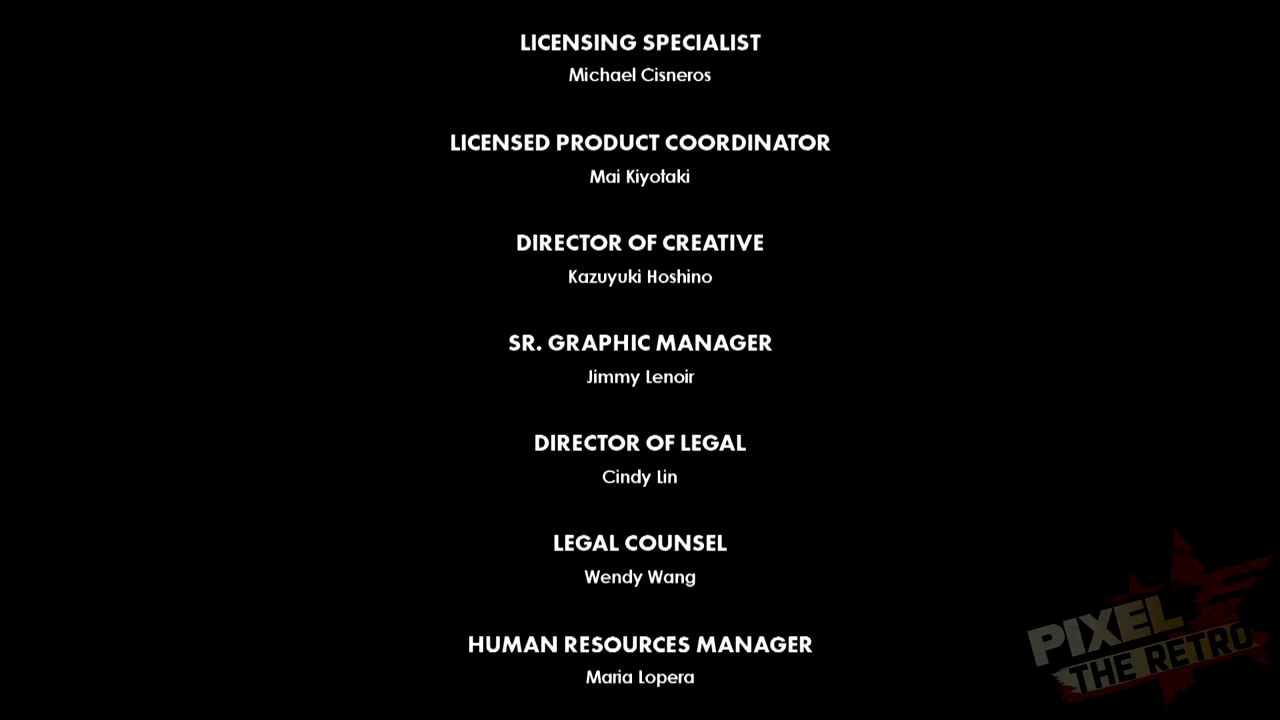 LICENSING SPECIALIST
Michael Cisneros
LICENSED PRODUCT COORDINATOR
Mai Kiyotaki
DIRECTOR OF CREATIVE
Kazuyuki Hoshino
SR. GRAPHIC MANAGER
Jimmy Lenoir
DIRECTOR OF LEGAL
Cindy Lin
LEGAL COUNSEL
Wendy Wang
HUMAN RESOURCES MANAGER
Maria Lopera
PIXEL
THE RETRO